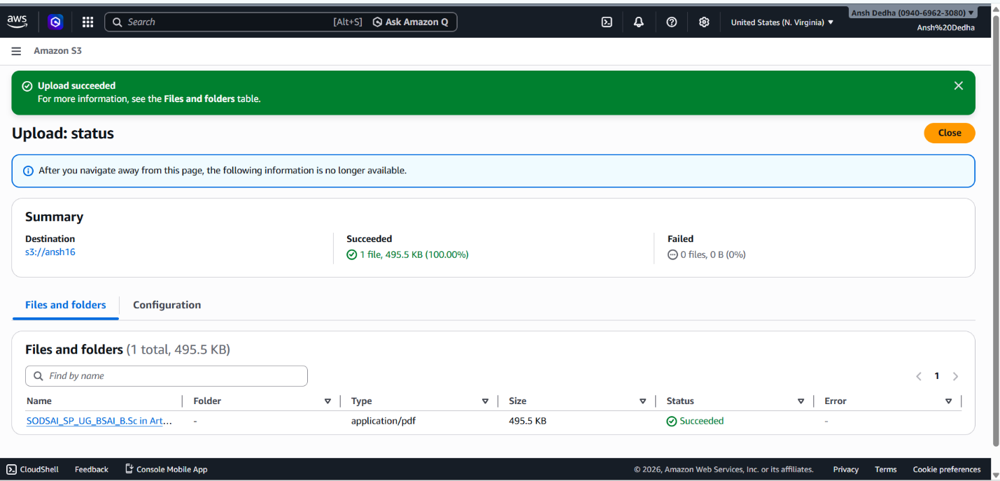 aws
Search [Alt+S] Ask Amazon Q
United States (N. Virginia) ▼
Ansh Dedha (0940-6962-3080) ▼
Ansh%20Dedha
Amazon S3
Upload succeeded
For more information, see the Files and folders table.
Upload: status
Close
After you navigate away from this page, the following information is no longer available.
Summary
Destination
s3://ansh16
Succeeded
1 file, 495.5 KB (100.00%)
Failed
0 files, 0 B (0%)
Files and folders
Configuration
Files and folders (1 total, 495.5 KB)
Find by name
1
Name Folder Type Size Status Error
SODSAI_SP_UG_BSAI_B.Sc in Art... - application/pdf 495.5 KB Succeeded -
CloudShell Feedback Console Mobile App © 2026, Amazon Web Services, Inc. or its affiliates. Privacy Terms Cookie preferences